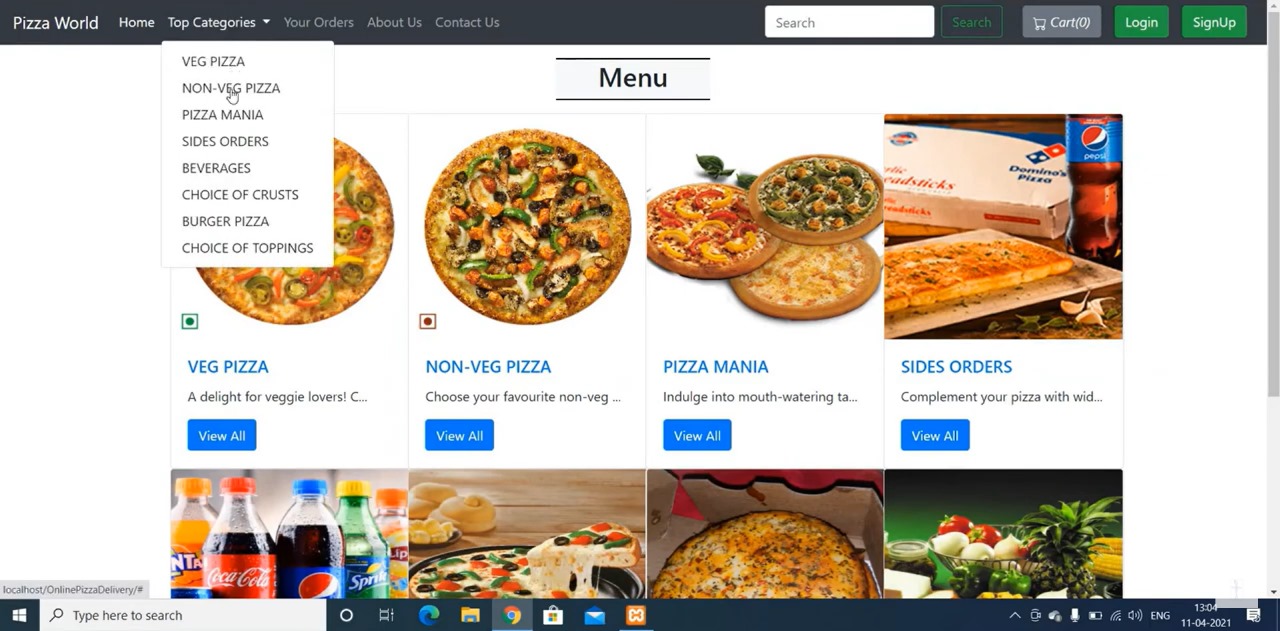 Pizza World Home Top Categories Your Orders About Us Contact Us Search Search Cart(0) Login SignUp
VEG PIZZA
NON-VEG PIZZA
PIZZA MANIA
SIDES ORDERS
BEVERAGES
CHOICE OF CRUSTS
BURGER PIZZA
CHOICE OF TOPPINGS
Menu
pepsi
Domino's
Pizza
VEG PIZZA
A delight for veggie lovers! C...
View All
NON-VEG PIZZA
Choose your favourite non-veg ...
View All
PIZZA MANIA
Indulge into mouth-watering ta...
View All
SIDES ORDERS
Complement your pizza with wid...
View All
FANTA
Coca-Cola
Sprite
localhost/OnlinePizzaDelivery/#
Type here to search
ENG
13:04
11-04-2021